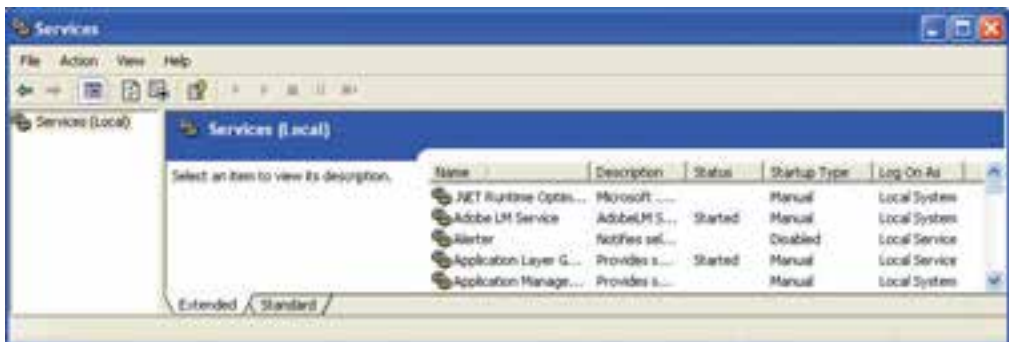 Services
File Action View Help
Services (Local)
Services (Local)
Select an item to view its description.
Name Description Status Startup Type Log On As
.NET Runtime Optim... Microsoft .... Manual Local System
Adobe LM Service AdobeLM S... Started Manual Local System
Alerter Notifies sel... Disabled Local Service
Application Layer G... Provides s... Started Manual Local Service
Application Manage... Provides s... Manual Local System
Extended Standard